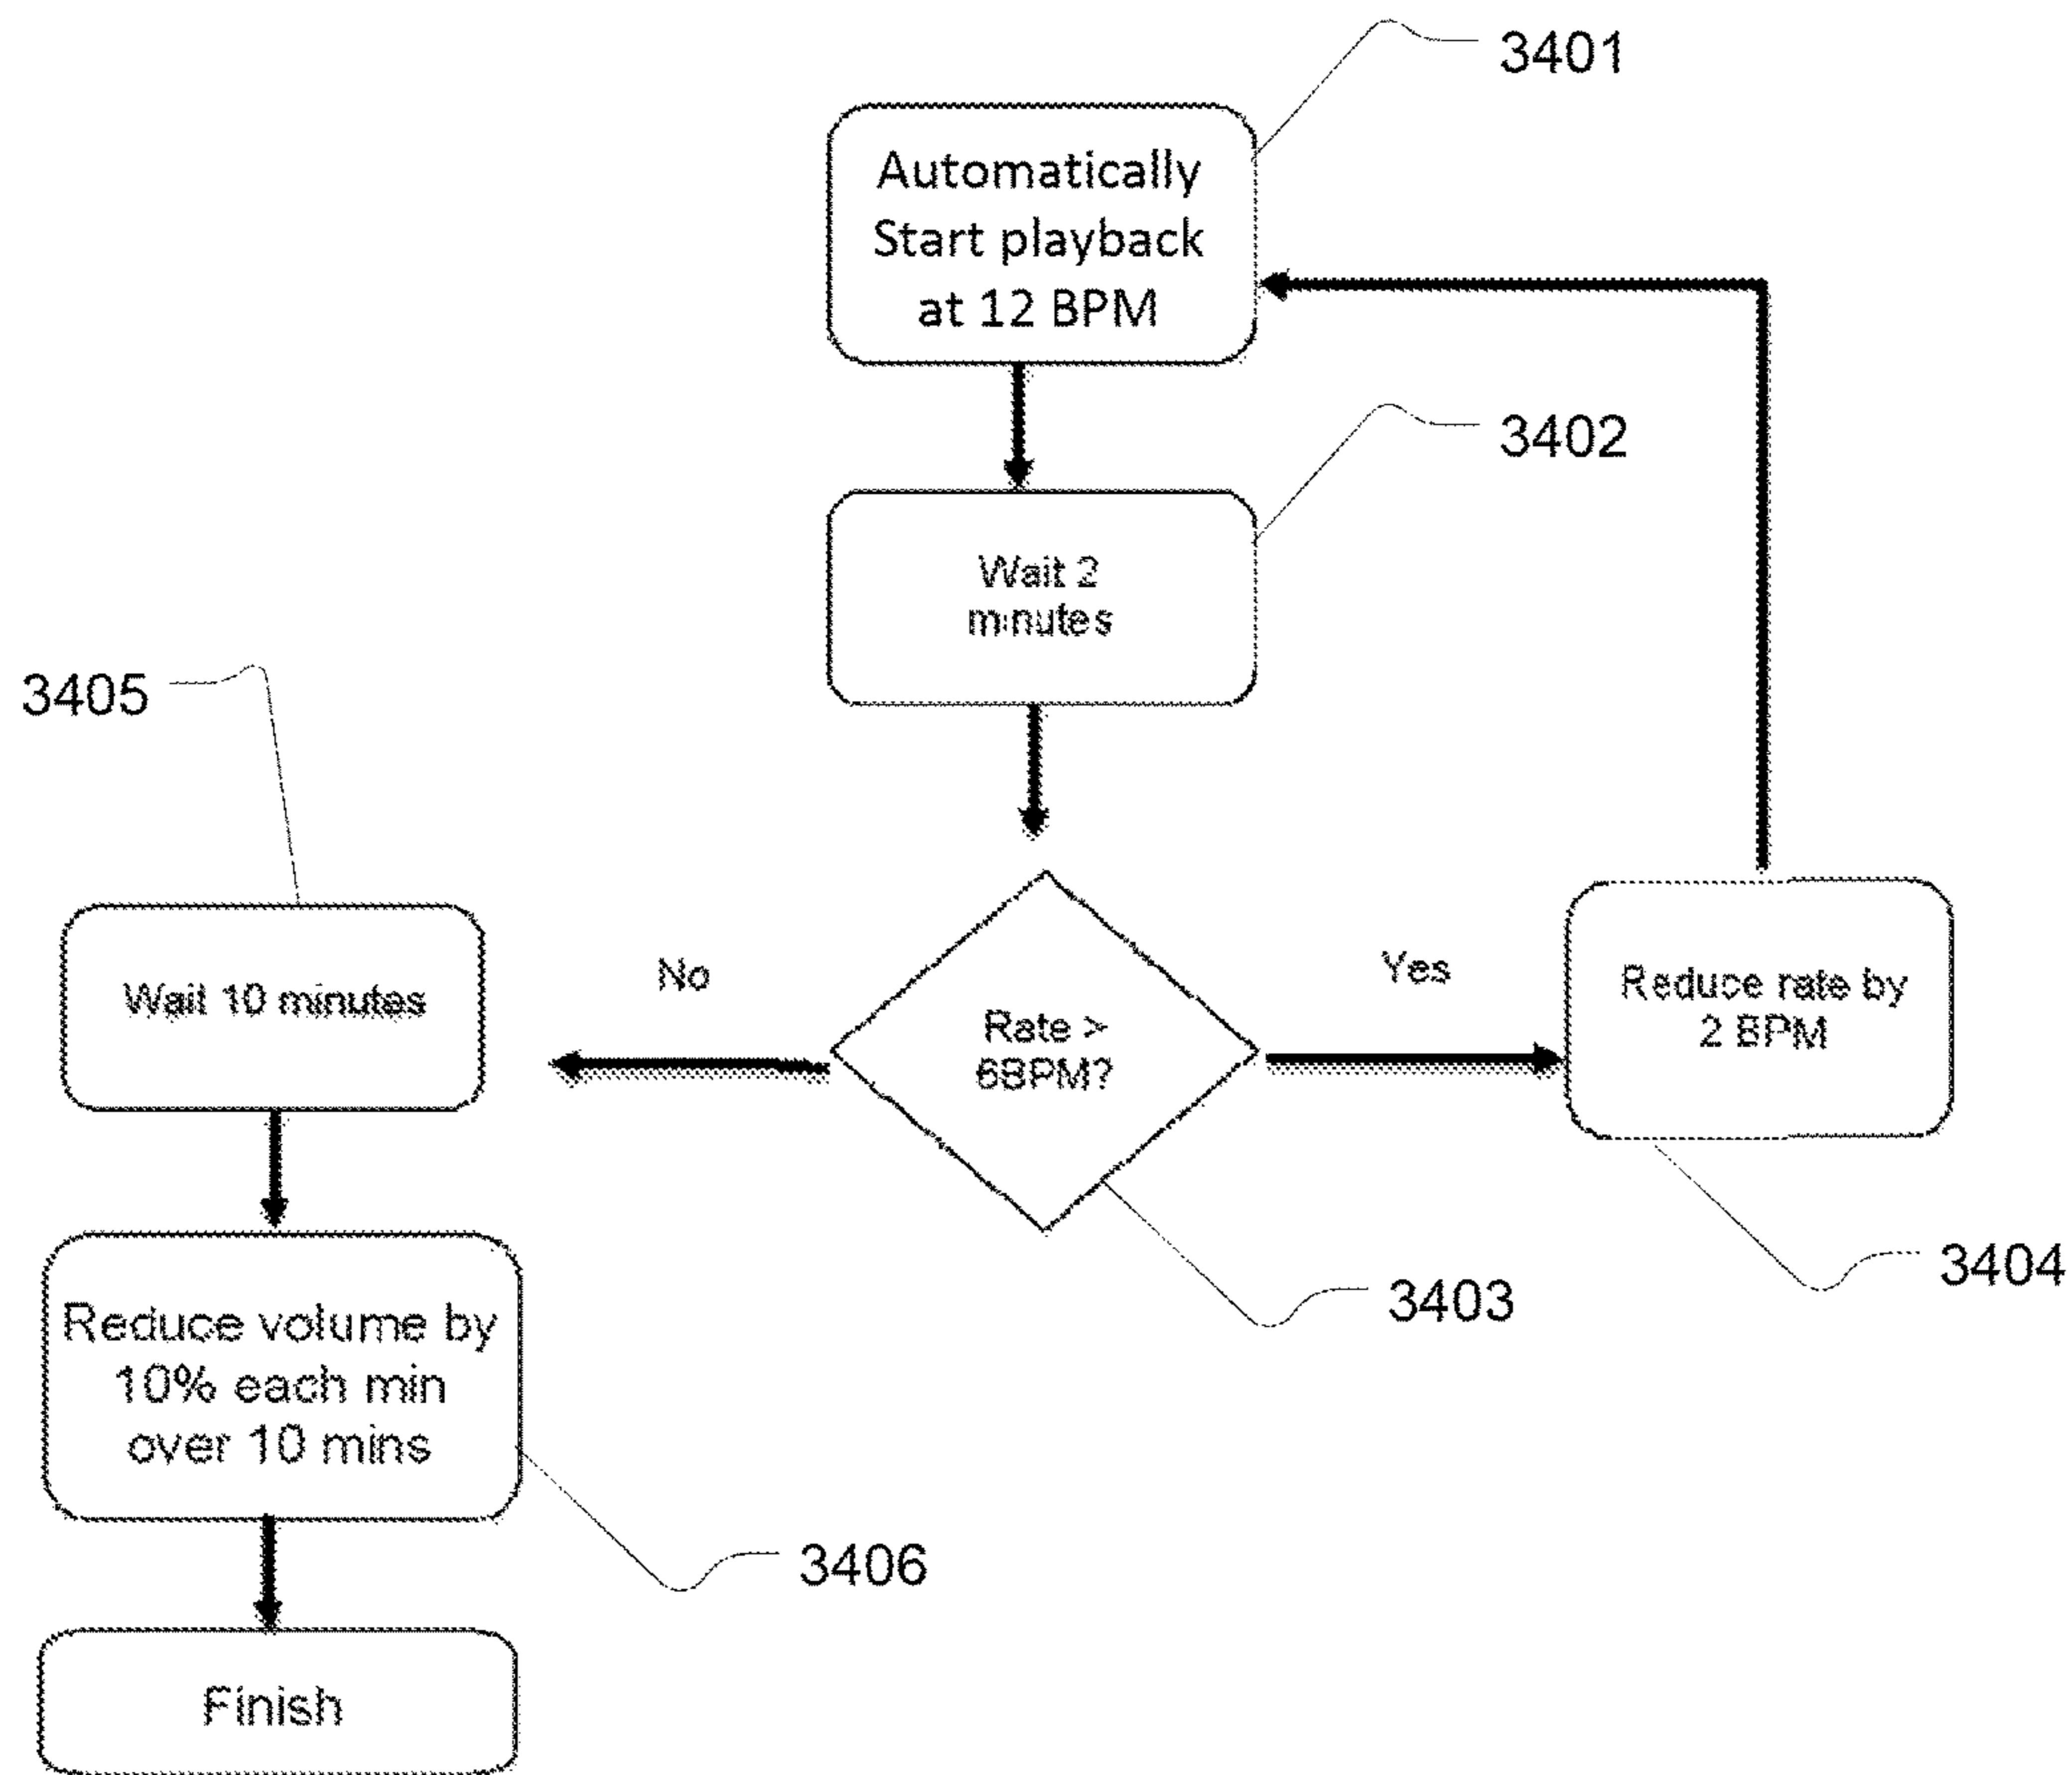 3401
Automatically
Start playback
at 12 BPM
3402
Wait 2
minutes
3405
Wait 10 minutes
No
Rate >
6BPM?
Yes
Reduce rate by
2 BPM
3404
3403
Reduce volume by
10% each min
over 10 mins
3406
Finish